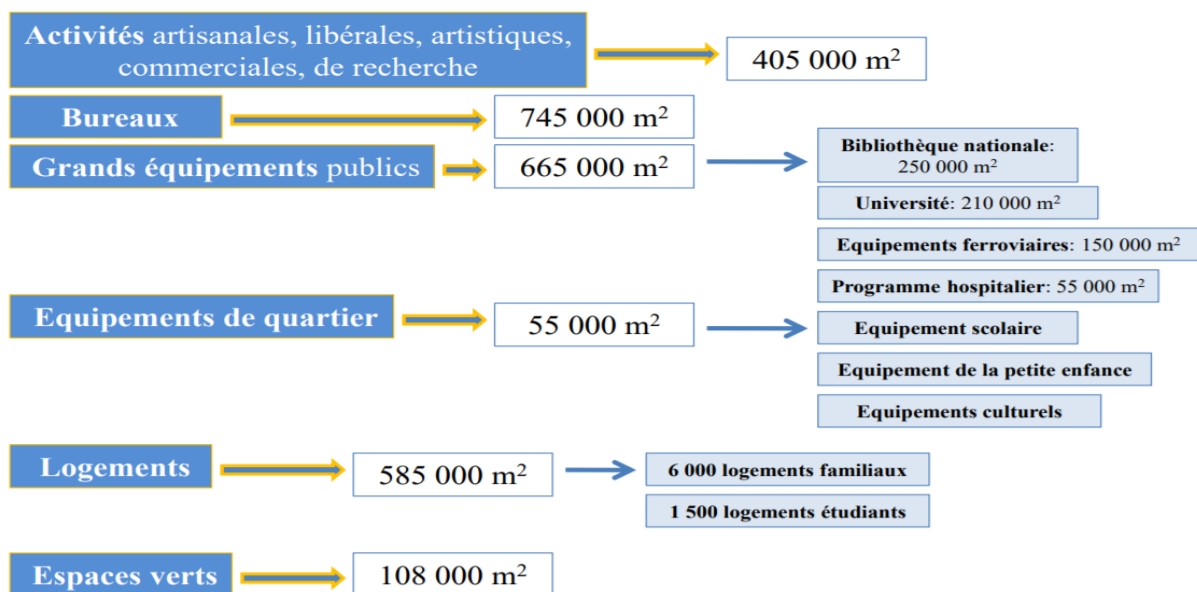 Activités artisanales, libérales, artistiques,
commerciales, de recherche
405 000 m²
Bureaux
745 000 m²
Grands équipements publics
665 000 m²
Bibliothèque nationale:
250 000 m²
Université: 210 000 m²
Equipements ferroviaires: 150 000 m²
Programme hospitalier: 55 000 m²
Equipements de quartier
55 000 m²
Equipement scolaire
Equipement de la petite enfance
Equipements culturels
Logements
585 000 m²
6 000 logements familiaux
1 500 logements étudiants
Espaces verts
108 000 m²